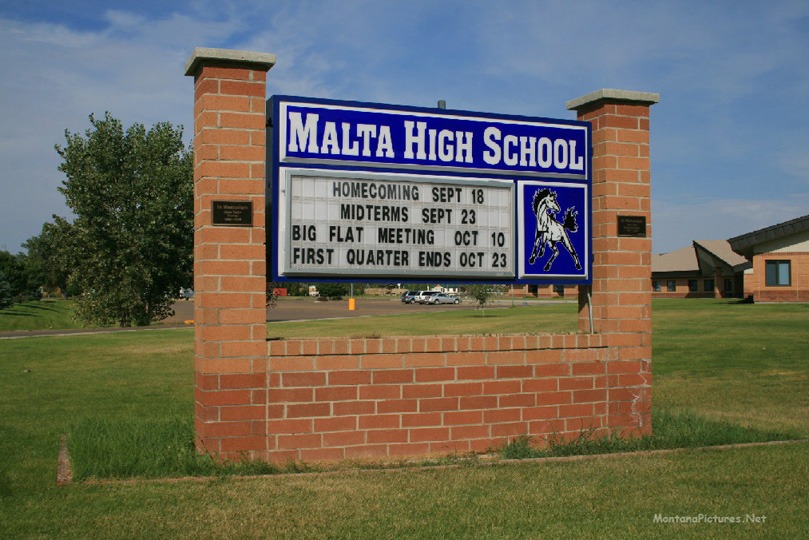 MALTA HIGH SCHOOL
HOMECOMING SEPT 18
MIDTERMS SEPT 23
BIG FLAT MEETING OCT 10
FIRST QUARTER ENDS OCT 23
MontanaPictures.Net